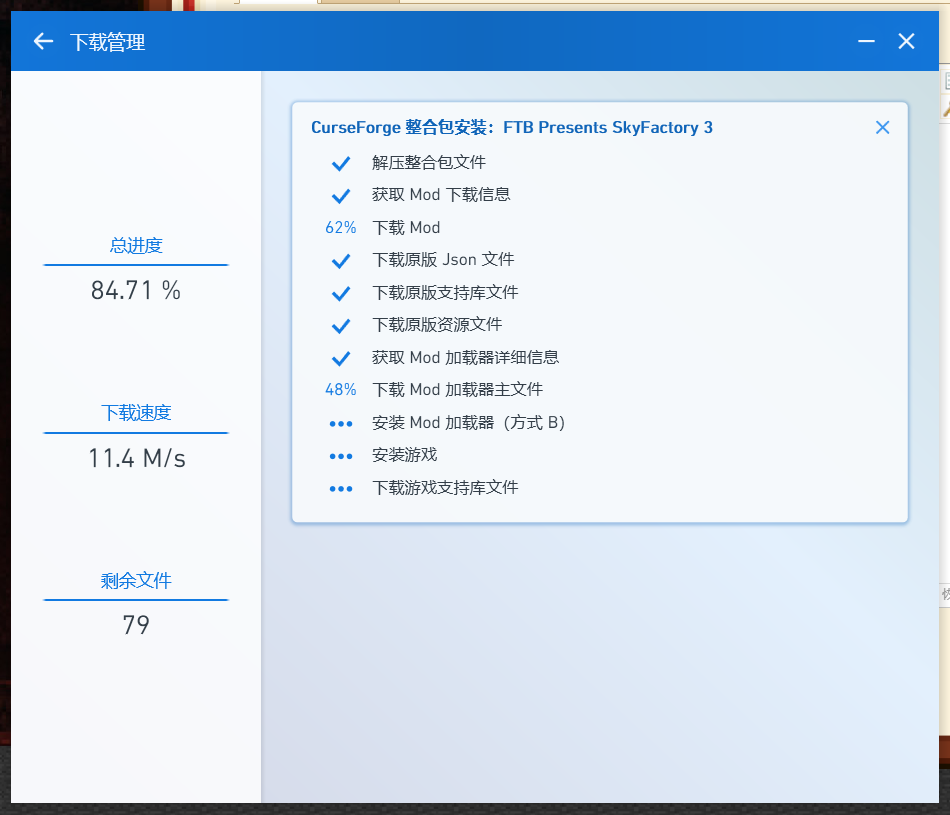 下载管理
总进度
84.71 %
下载速度
11.4 M/s
剩余文件
79
CurseForge 整合包安装：FTB Presents SkyFactory 3
解压整合包文件
获取 Mod 下载信息
62% 下载 Mod
下载原版 Json 文件
下载原版支持库文件
下载原版资源文件
获取 Mod 加载器详细信息
48% 下载 Mod 加载器主文件
安装 Mod 加载器（方式 B）
安装游戏
下载游戏支持库文件